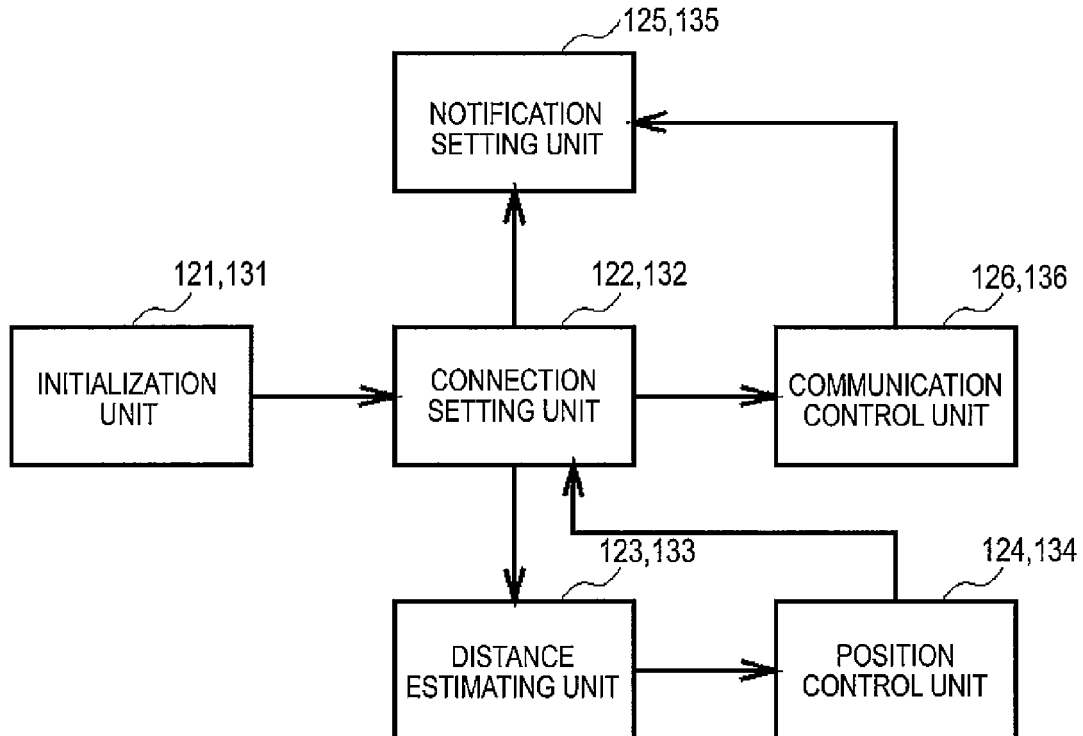 125,135
NOTIFICATION
SETTING UNIT
121,131
122,132
126,136
INITIALIZATION
UNIT
CONNECTION
SETTING UNIT
COMMUNICATION
CONTROL UNIT
123,133
124,134
DISTANCE
ESTIMATING UNIT
POSITION
CONTROL UNIT